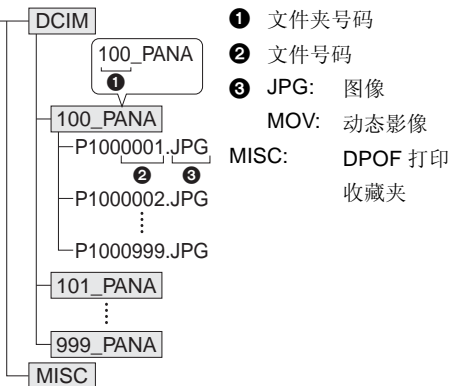 DCIM
100_PANA
❶
100_PANA
P1000001.JPG
❷ ❸
P1000002.JPG
P1000999.JPG
101_PANA
999_PANA
MISC
❶ 文件夹号码
❷ 文件号码
❸ JPG: 图像
MOV: 动态影像
MISC: DPOF 打印
收藏夹